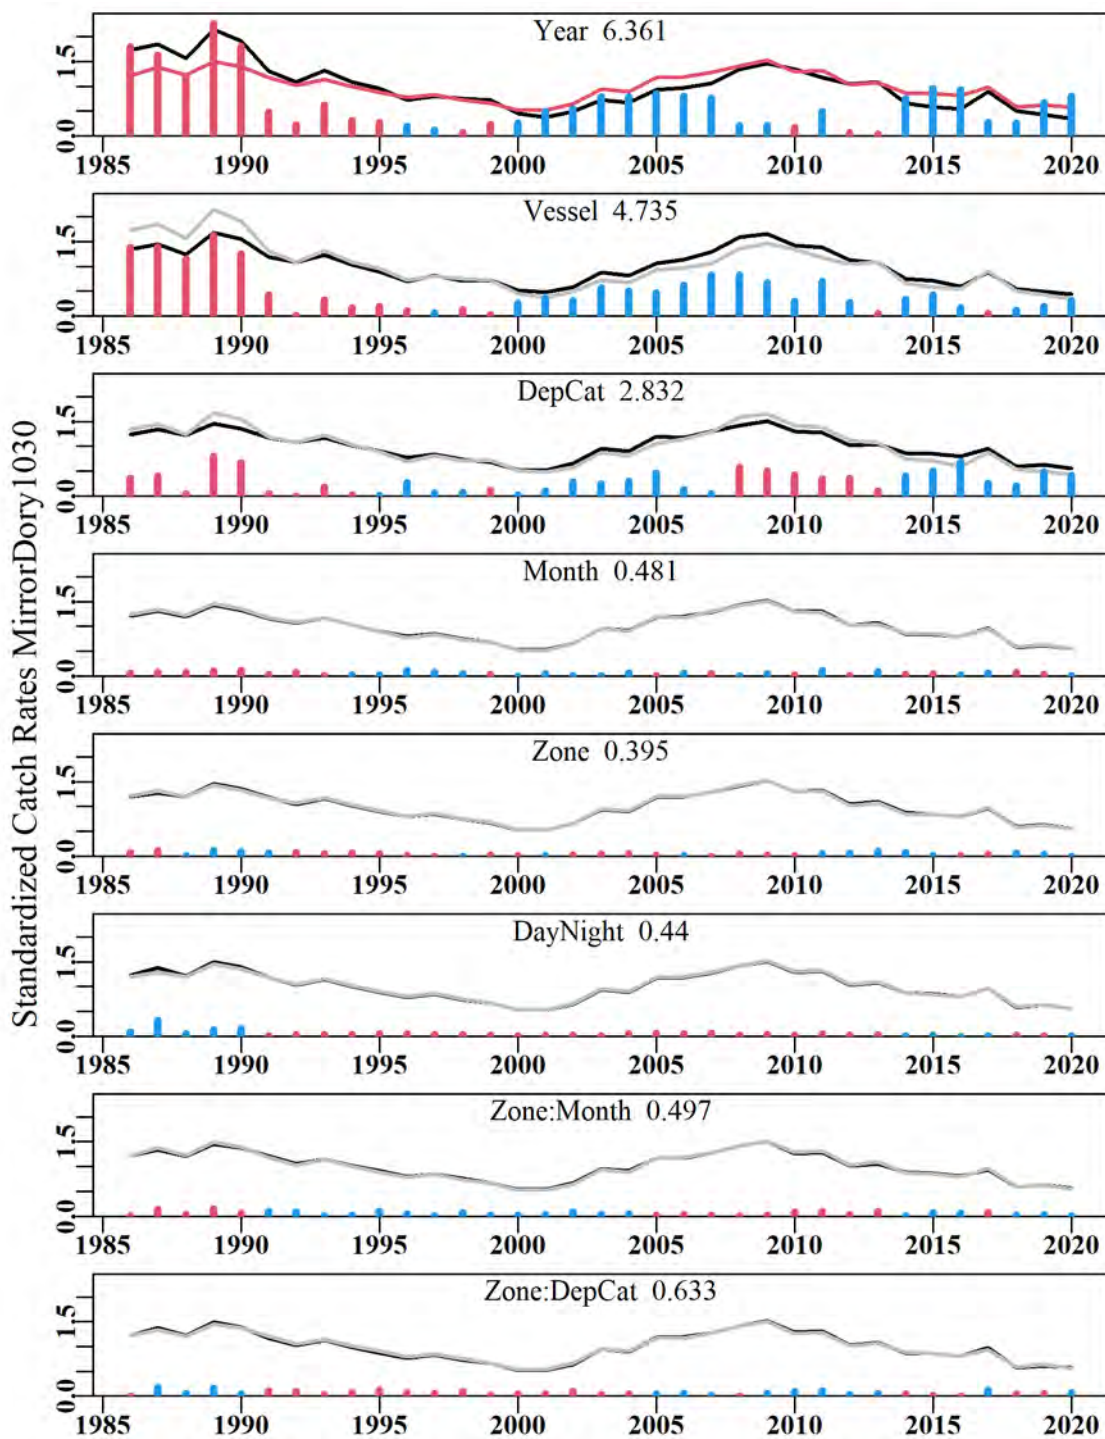 Standardized Catch Rates MirrorDory1030
Year 6.361
0.0 1.5
1985 1990 1995 2000 2005 2010 2015 2020
Vessel 4.735
0.0 1.5
1985 1990 1995 2000 2005 2010 2015 2020
DepCat 2.832
0.0 1.5
1985 1990 1995 2000 2005 2010 2015 2020
Month 0.481
0.0 1.5
1985 1990 1995 2000 2005 2010 2015 2020
Zone 0.395
0.0 1.5
1985 1990 1995 2000 2005 2010 2015 2020
DayNight 0.44
0.0 1.5
1985 1990 1995 2000 2005 2010 2015 2020
Zone:Month 0.497
0.0 1.5
1985 1990 1995 2000 2005 2010 2015 2020
Zone:DepCat 0.633
0.0 1.5
1985 1990 1995 2000 2005 2010 2015 2020